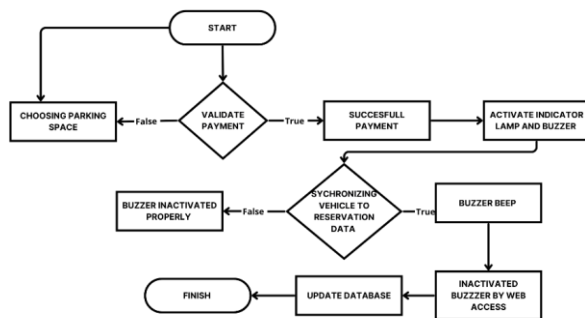 START
CHOOSING PARKING
SPACE
False
VALIDATE
PAYMENT
True
SUCCESFULL
PAYMENT
ACTIVATE INDICATOR
LAMP AND BUZZER
BUZZER INACTIVATED
PROPERLY
False
SYCHRONIZING
VEHICLE TO
RESERVATION
DATA
True
BUZZER BEEP
FINISH
UPDATE DATABASE
INACTIVATED
BUZZZER BY WEB
ACCESS